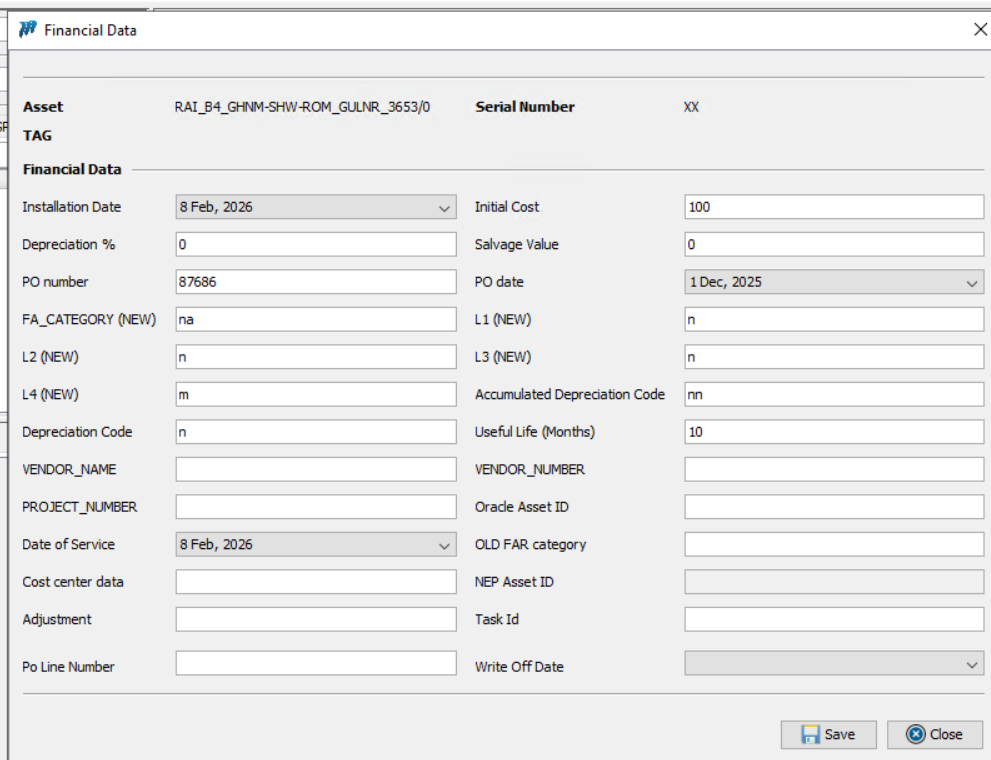 Financial Data
Asset RAI_B4_GHNM-SHW-ROM_GULNR_3653/0 Serial Number XX
TAG
Financial Data
Installation Date 8 Feb, 2026 Initial Cost 100
Depreciation % 0 Salvage Value 0
PO number 87686 PO date 1 Dec, 2025
FA_CATEGORY (NEW) na L1 (NEW) n
L2 (NEW) n L3 (NEW) n
L4 (NEW) m Accumulated Depreciation Code nn
Depreciation Code n Useful Life (Months) 10
VENDOR_NAME VENDOR_NUMBER
PROJECT_NUMBER Oracle Asset ID
Date of Service 8 Feb, 2026 OLD FAR category
Cost center data NEP Asset ID
Adjustment Task Id
Po Line Number Write Off Date
Save Close